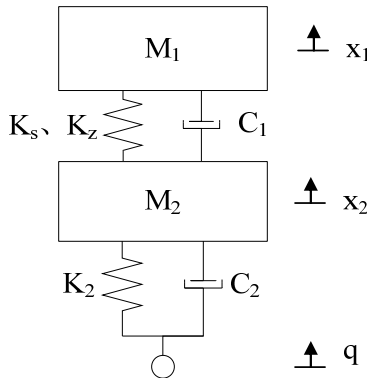 M₁
x₁
Kₛ、K_z
C₁
M₂
x₂
K₂
C₂
q